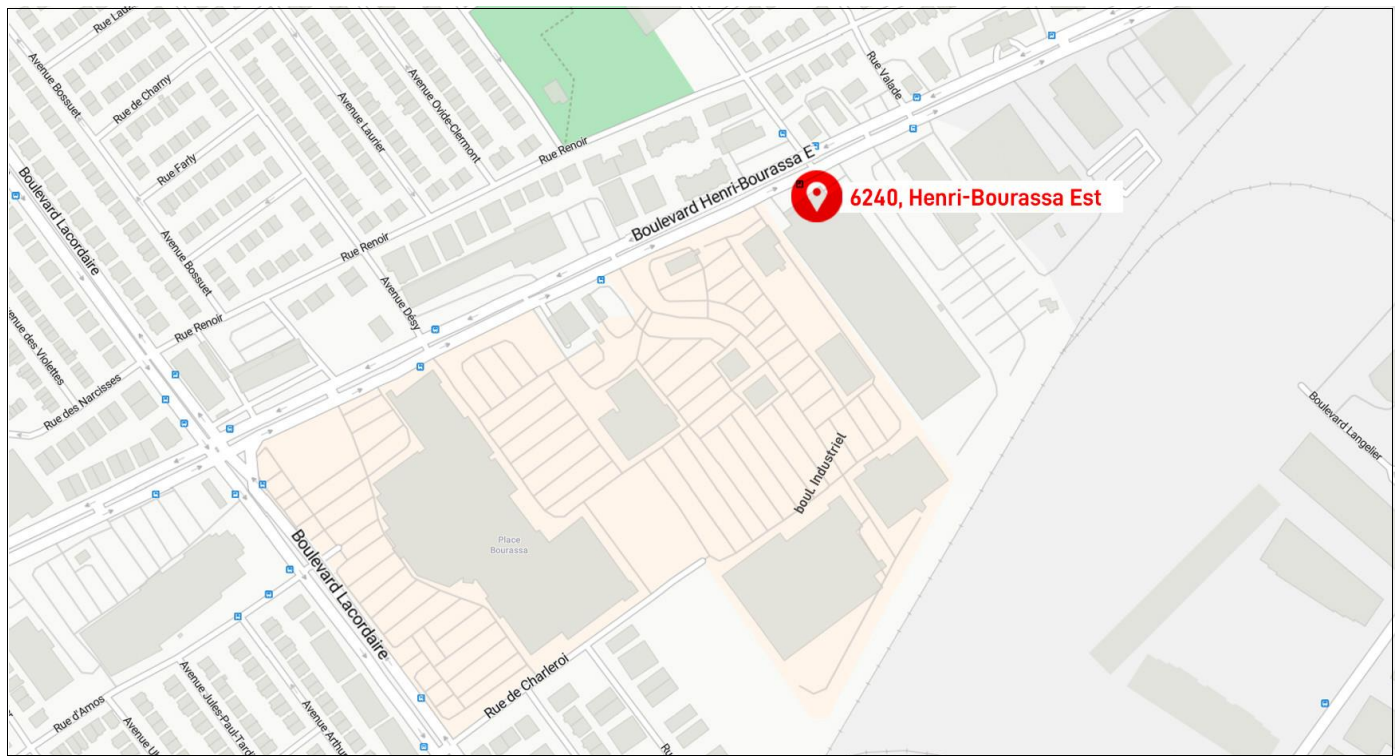 Rue Lau
Avenue Bossuet
Rue de Charny
Avenue Laurier
Avenue Ovide-Clermont
Rue Valade
Rue Farly
Rue Renoir
Boulevard Henri-Bourassa E
6240, Henri-Bourassa Est
Boulevard Lacordaire
Avenue Bossuet
Rue Renoir
Avenue Désy
Rue Renoir
enue des Violettes
Rue des Narcisses
Boulevard Langelier
boul. Industriel
Place
Bourassa
Boulevard Lacordaire
Rue de Charleroi
Rue d'Amos
Avenue Jules-Paul-Tardi
Avenue Arthu